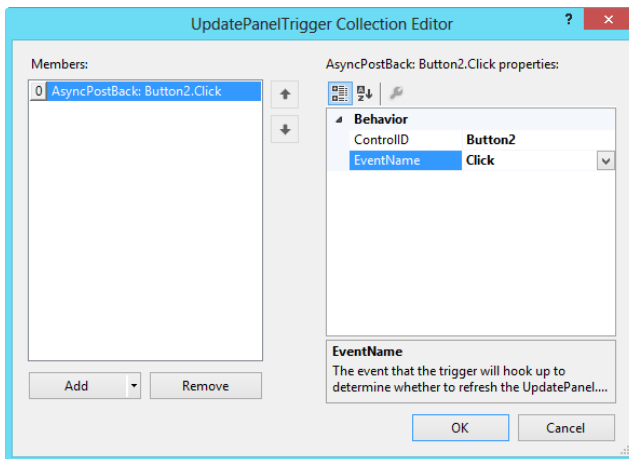 UpdatePanelTrigger Collection Editor
?
Members:
0 AsyncPostBack: Button2.Click
Add
Remove
AsyncPostBack: Button2.Click properties:
Behavior
ControlID Button2
EventName Click
EventName
The event that the trigger will hook up to
determine whether to refresh the UpdatePanel....
OK
Cancel